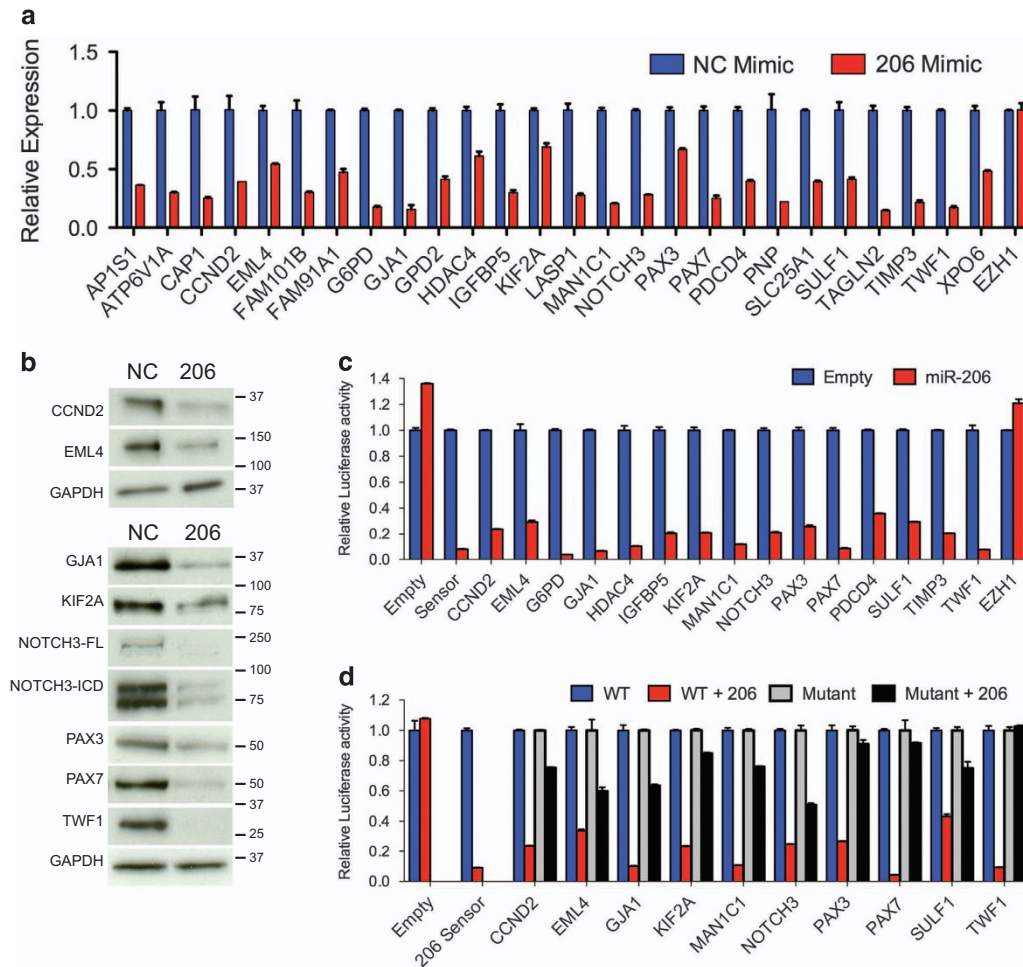 a
Relative Expression
1.5
1.0
0.5
0.0
NC Mimic
206 Mimic
AP1S1
ATP6V1A
CAP1
CCND2
EML4
FAM101B
FAM91A1
G6PD
GJA1
GPD2
HDAC4
IGFBP5
KIF2A
LASP1
MAN1C1
NOTCH3
PAX3
PAX7
PDCD4
PNP
SLC25A1
SULF1
TAGLN2
TIMP3
TWF1
XPO6
EZH1
b
NC 206
CCND2
37
EML4
150
100
GAPDH
37
NC 206
GJA1
37
KIF2A
100
75
NOTCH3-FL
250
NOTCH3-ICD
100
75
PAX3
50
PAX7
50
37
TWF1
25
GAPDH
37
c
Relative Luciferase activity
1.4
1.2
1.0
0.8
0.6
0.4
0.2
0.0
Empty
miR-206
Empty
Sensor
CCND2
EML4
G6PD
GJA1
HDAC4
IGFBP5
KIF2A
MAN1C1
NOTCH3
PAX3
PAX7
PDCD4
SULF1
TIMP3
TWF1
EZH1
d
Relative Luciferase activity
1.2
1.0
0.8
0.6
0.4
0.2
0.0
WT
WT + 206
Mutant
Mutant + 206
Empty
206 Sensor
CCND2
EML4
GJA1
KIF2A
MAN1C1
NOTCH3
PAX3
PAX7
SULF1
TWF1